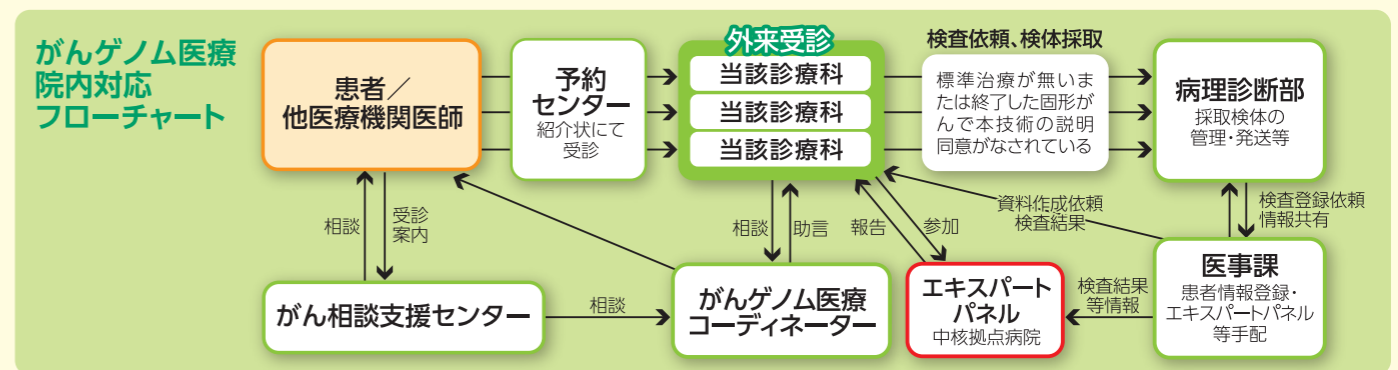 がんゲノム医療
院内対応
フローチャート
患者／
他医療機関医師
予約
センター
紹介状にて
受診
外来受診
当該診療科
当該診療科
当該診療科
検査依頼、検体採取
標準治療が無いま
たは終了した固形が
んで本技術の説明
同意がなされている
病理診断部
採取検体の
管理・発送等
相談
受診
案内
相談
助言
報告
参加
資料作成依頼
検査結果
検査登録依頼
情報共有
がん相談支援センター
相談
がんゲノム医療
コーディネーター
エキスパート
パネル
中核拠点病院
検査結果
等情報
医事課
患者情報登録・
エキスパートパネル
等手配